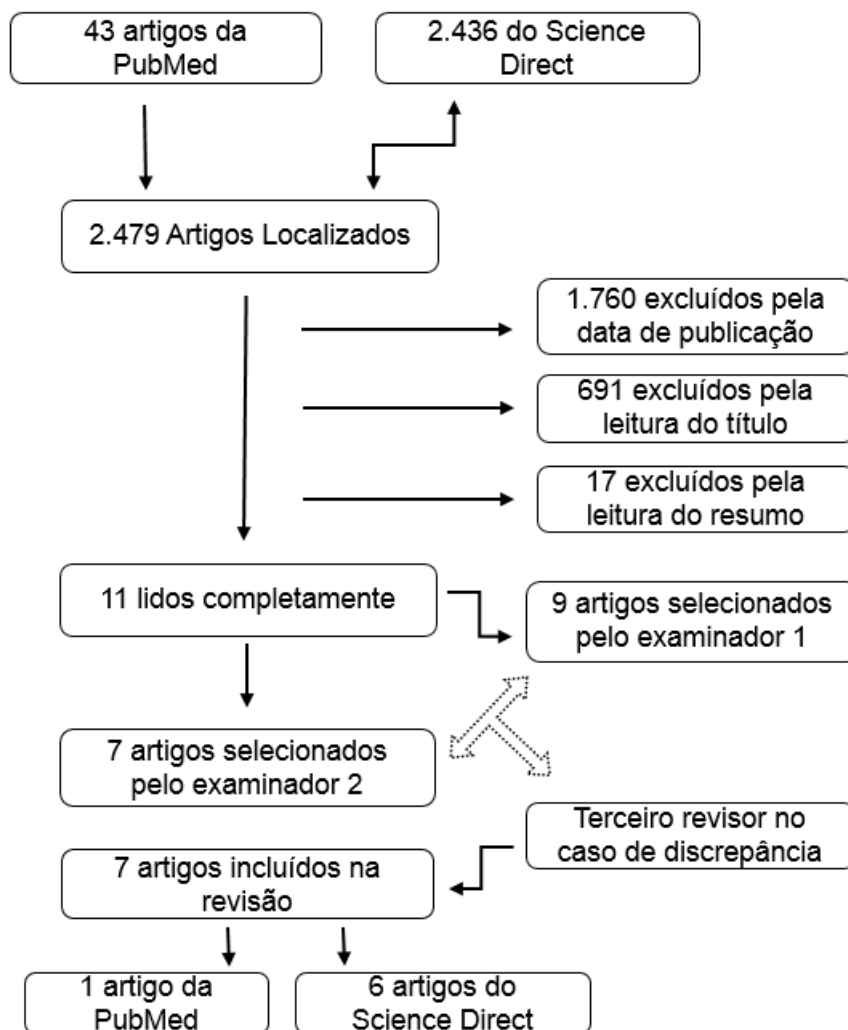 43 artigos da
PubMed
2.436 do Science
Direct
2.479 Artigos Localizados
1.760 excluídos pela
data de publicação
691 excluídos pela
leitura do título
17 excluídos pela
leitura do resumo
11 lidos completamente
9 artigos selecionados
pelo examinador 1
7 artigos selecionados
pelo examinador 2
Terceiro revisor no
caso de discrepância
7 artigos incluídos na
revisão
1 artigo da
PubMed
6 artigos do
Science Direct